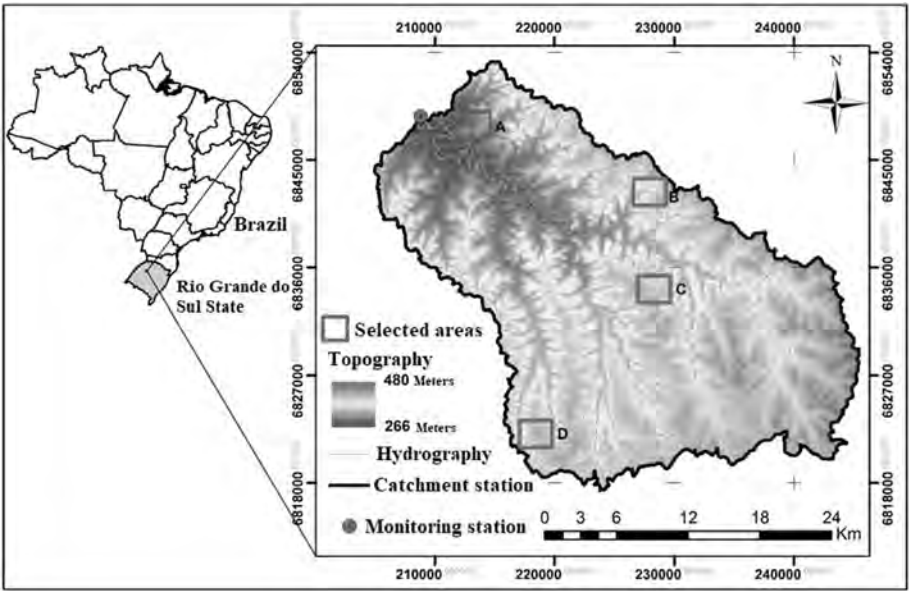 210000 220000 230000 240000
6854000
6845000
6836000
6827000
6818000
N
A
B
C
D
Brazil
Rio Grande do
Sul State
Selected areas
Topography
480 Meters
266 Meters
Hydrography
Catchment station
Monitoring station
0 3 6 12 18 24
Km
6854000
6845000
6836000
6827000
6818000
210000 220000 230000 240000